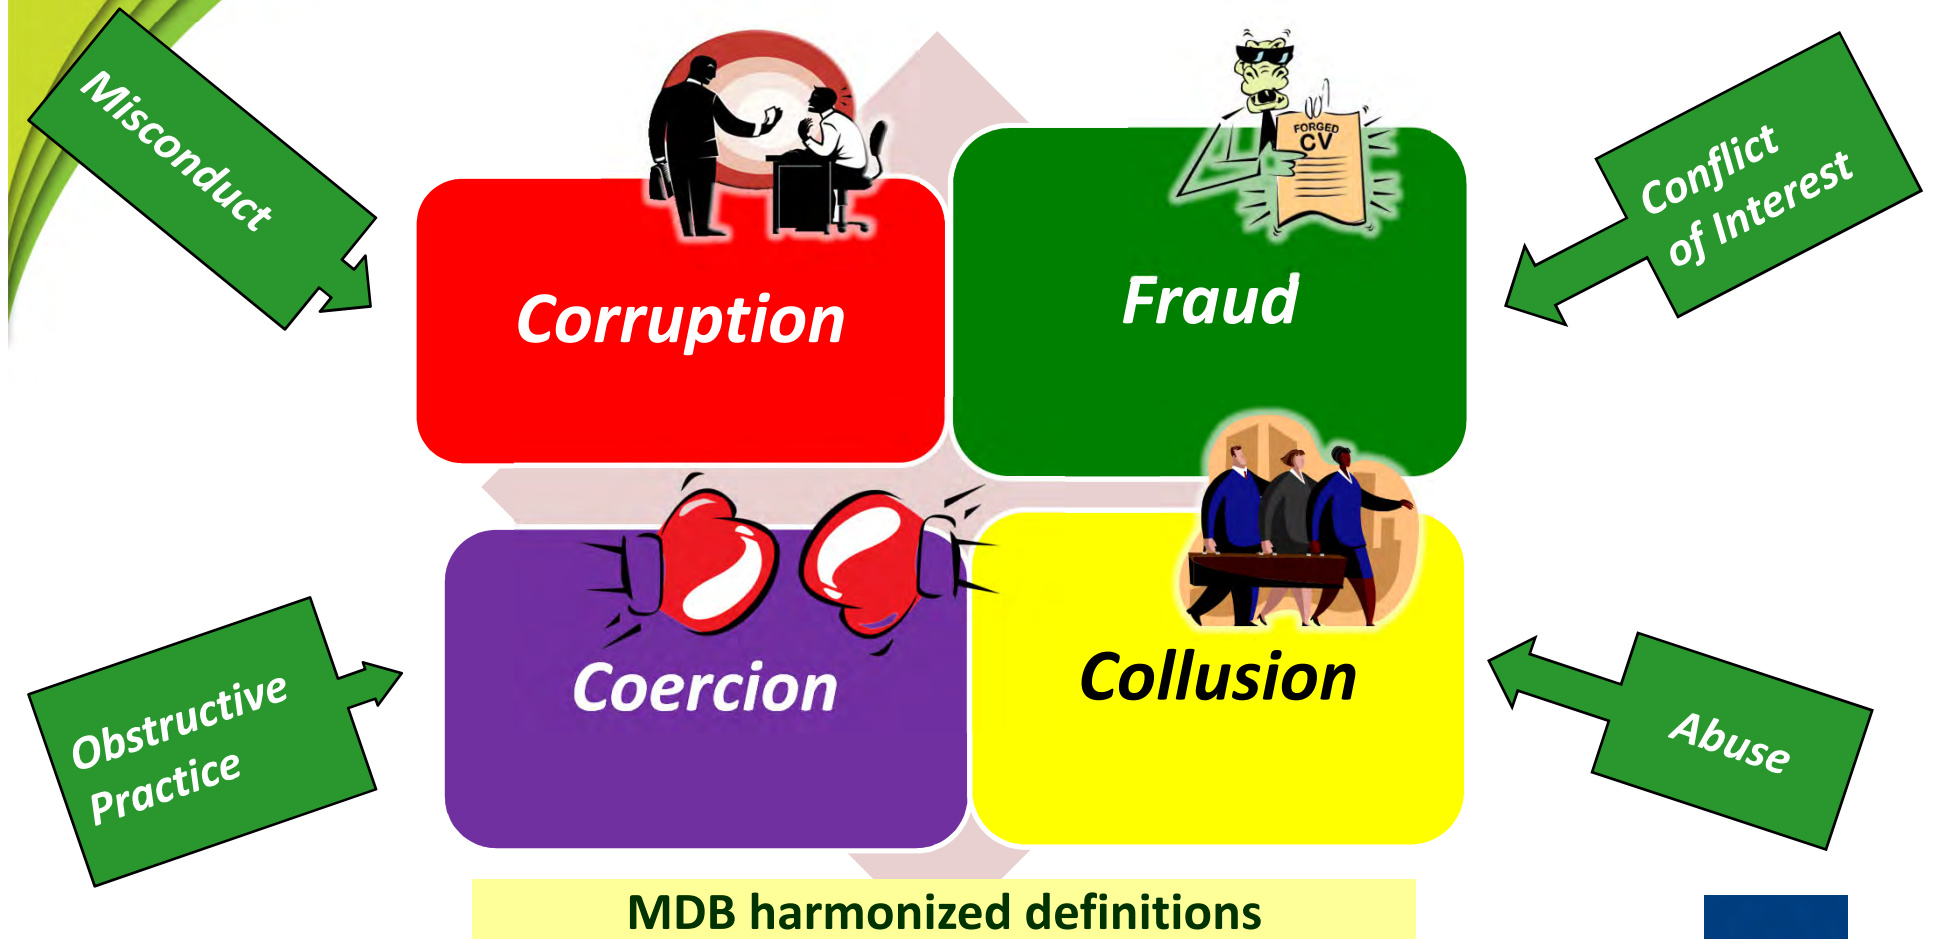 Misconduct
Corruption
FORGED
CV
Fraud
Conflict
of Interest
Obstructive
Practice
Coercion
Collusion
Abuse
MDB harmonized definitions